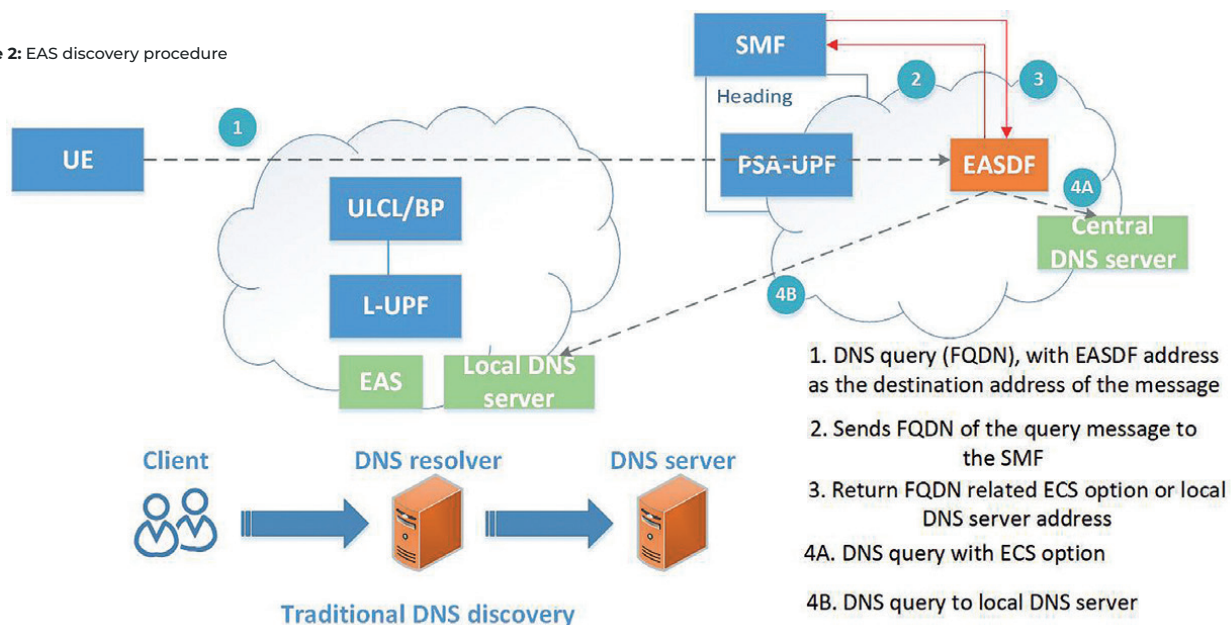 e 2: EAS discovery procedure
SMF
2
3
Heading
1
UE
PSA-UPF
EASDF
4A
ULCL/BP
Central
DNS server
L-UPF
4B
EAS
Local DNS
server
1. DNS query (FQDN), with EASDF address
as the destination address of the message
2. Sends FQDN of the query message to
the SMF
3. Return FQDN related ECS option or local
DNS server address
4A. DNS query with ECS option
4B. DNS query to local DNS server
Client
DNS resolver
DNS server
Traditional DNS discovery